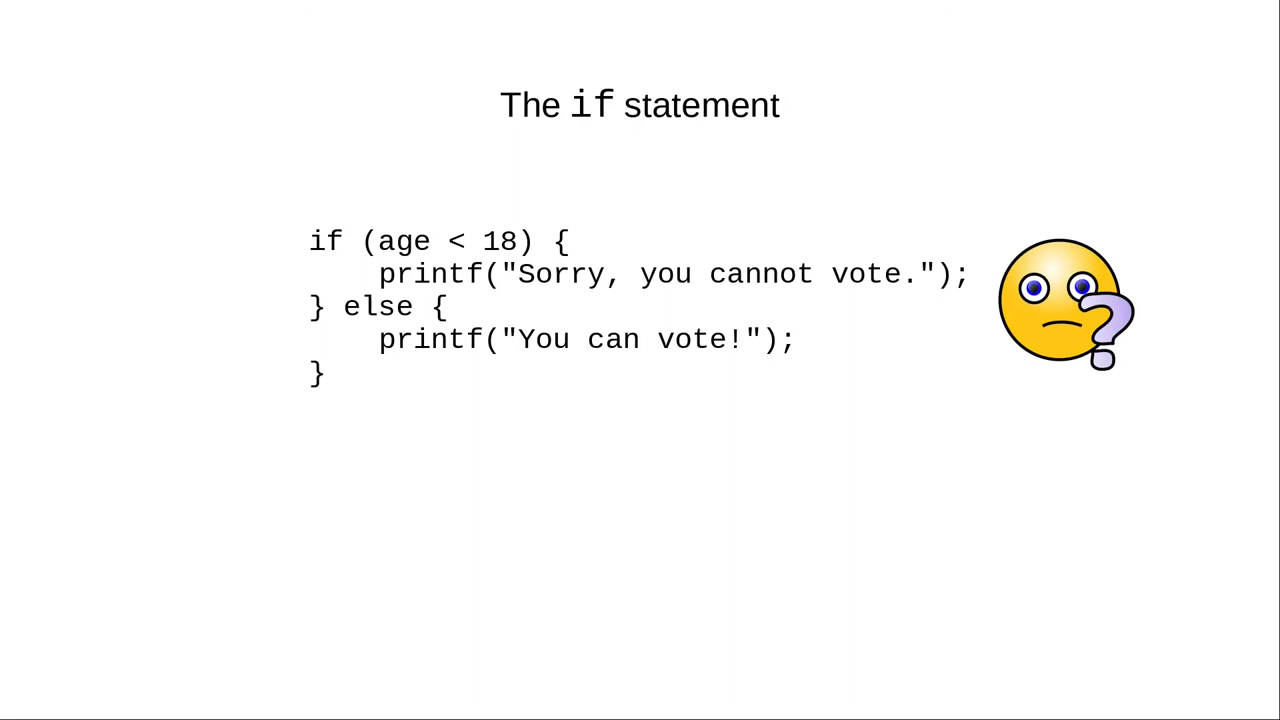 The if statement
if (age < 18) {
    printf("Sorry, you cannot vote.");
} else {
    printf("You can vote!");
}
?